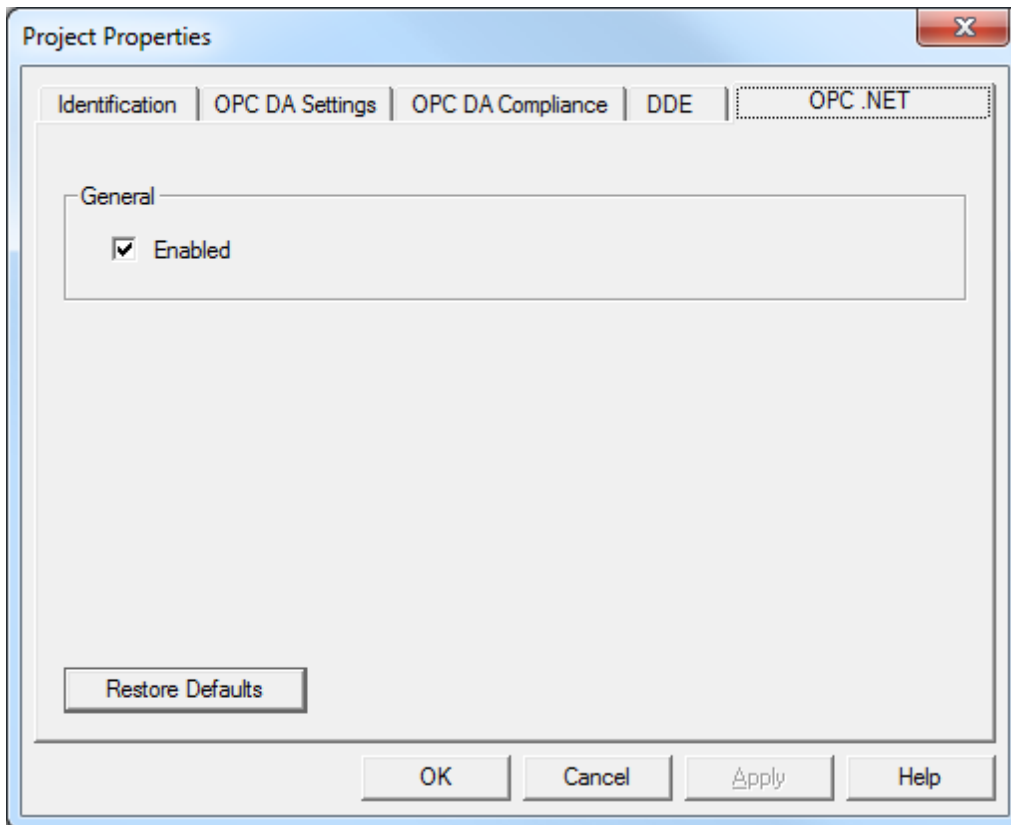 Project Properties
Identification OPC DA Settings OPC DA Compliance DDE OPC .NET
General
Enabled
Restore Defaults
OK Cancel Apply Help